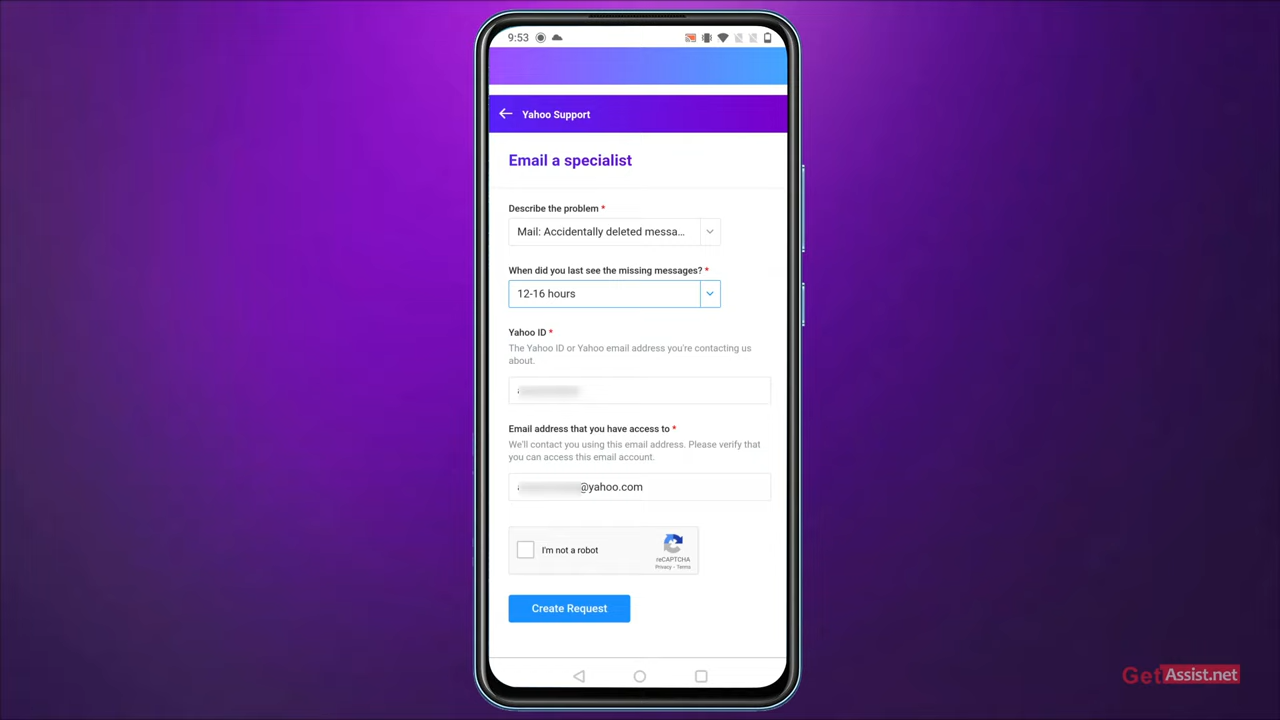 9:53
Yahoo Support
Email a specialist
Describe the problem *
Mail: Accidentally deleted messa...
When did you last see the missing messages? *
12-16 hours
Yahoo ID *
The Yahoo ID or Yahoo email address you're contacting us
about.
Email address that you have access to *
We'll contact you using this email address. Please verify that
you can access this email account.
@yahoo.com
I'm not a robot
reCAPTCHA
Privacy - Terms
Create Request
GetAssist.net